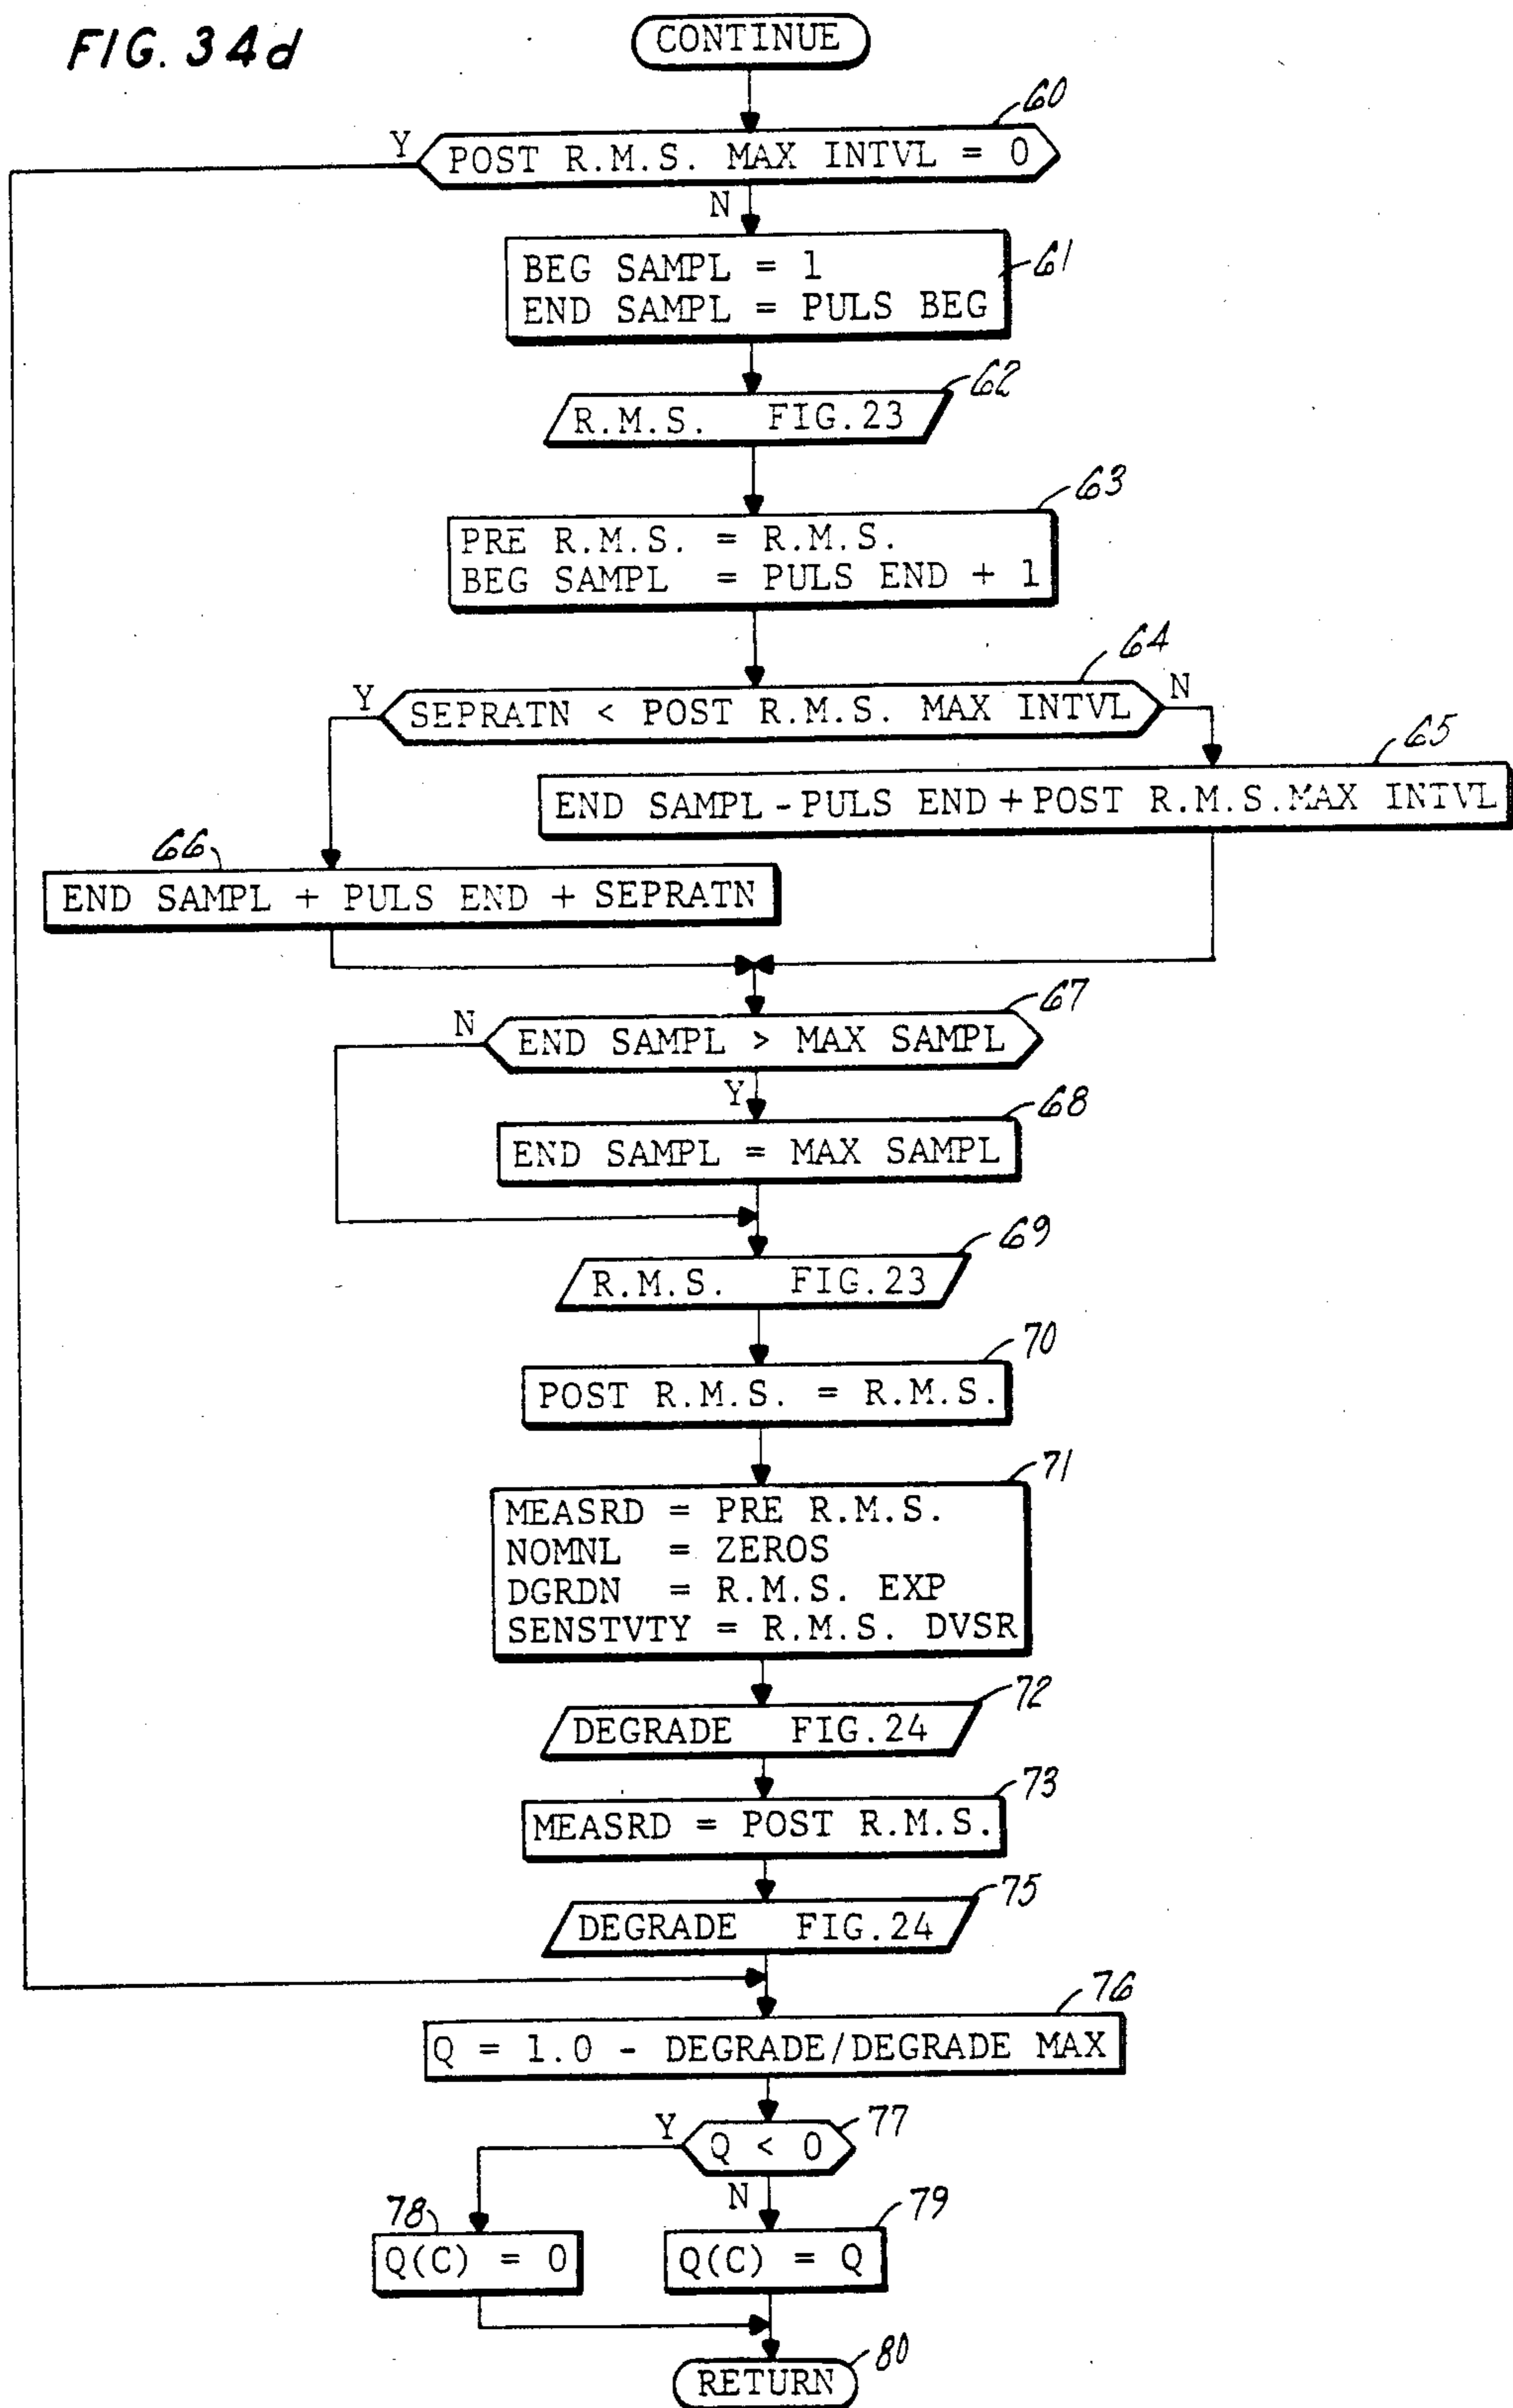 FIG. 34d
CONTINUE
60
Y
POST R.M.S. MAX INTVL = 0
N
BEG SAMPL = 1
END SAMPL = PULS BEG
61
62
R.M.S. FIG.23
63
PRE R.M.S. = R.M.S.
BEG SAMPL = PULS END + 1
64
Y
SEPRATN < POST R.M.S. MAX INTVL
N
65
END SAMPL - PULS END + POST R.M.S. MAX INTVL
66
END SAMPL + PULS END + SEPRATN
67
N
END SAMPL > MAX SAMPL
Y
68
END SAMPL = MAX SAMPL
69
R.M.S. FIG.23
70
POST R.M.S. = R.M.S.
71
MEASRD = PRE R.M.S.
NOMNL = ZEROS
DGRDN = R.M.S. EXP
SENSTVTY = R.M.S. DVSR
72
DEGRADE FIG.24
73
MEASRD = POST R.M.S.
75
DEGRADE FIG.24
76
Q = 1.0 - DEGRADE/DEGRADE MAX
77
Y
Q < 0
N
78
Q(C) = 0
79
Q(C) = Q
80
RETURN